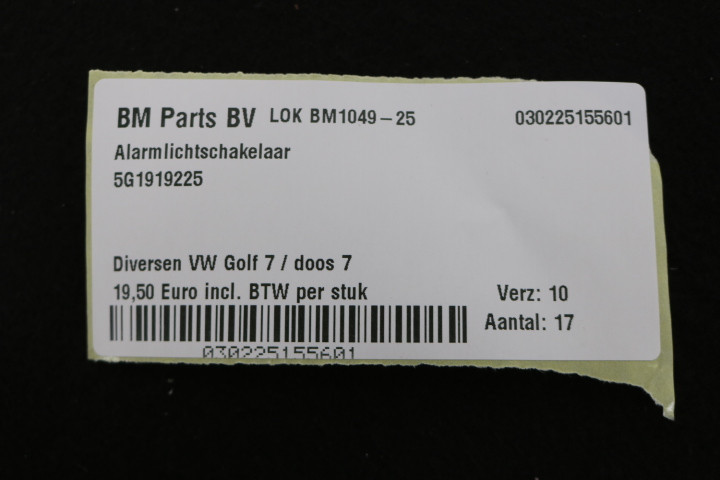 BM Parts BV LOK BM1049-25 030225155601
Alarmlichtschakelaar
5G1919225
Diversen VW Golf 7 / doos 7
19,50 Euro incl. BTW per stuk Verz: 10
Aantal: 17
030225155601